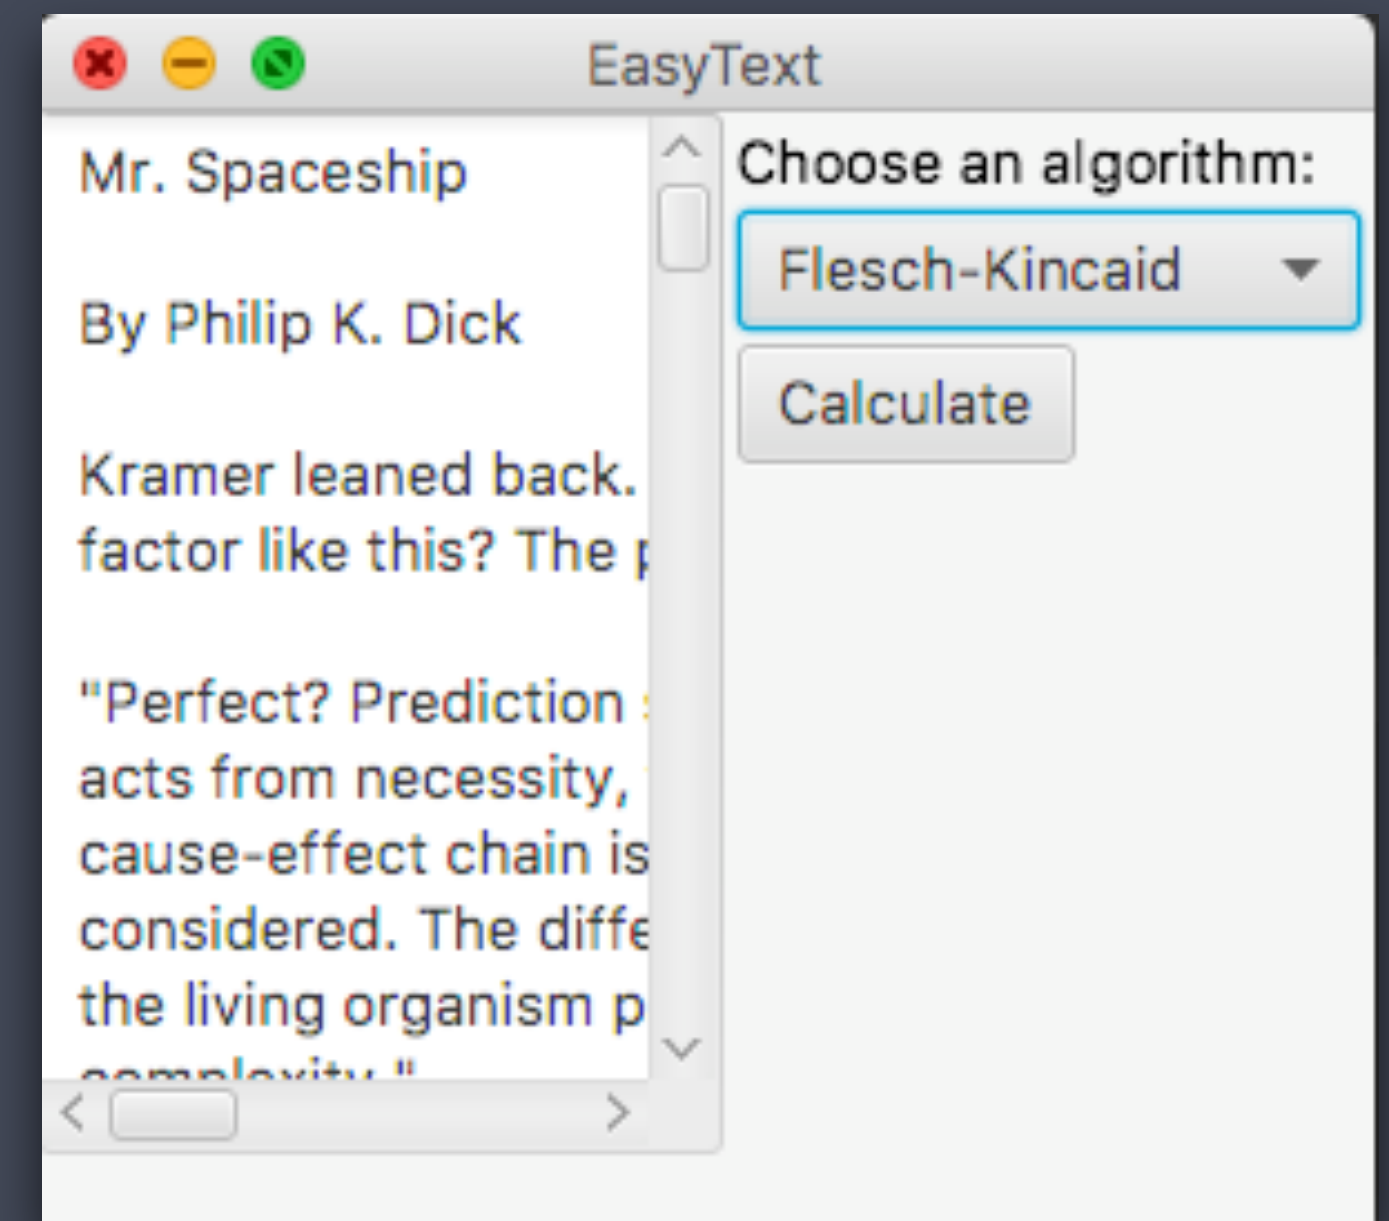 EasyText
Mr. Spaceship
By Philip K. Dick
Kramer leaned back.
factor like this? The
"Perfect? Prediction
acts from necessity,
cause-effect chain is
considered. The
the living organism
complexity."
Choose an algorithm:
Flesch-Kincaid
Calculate